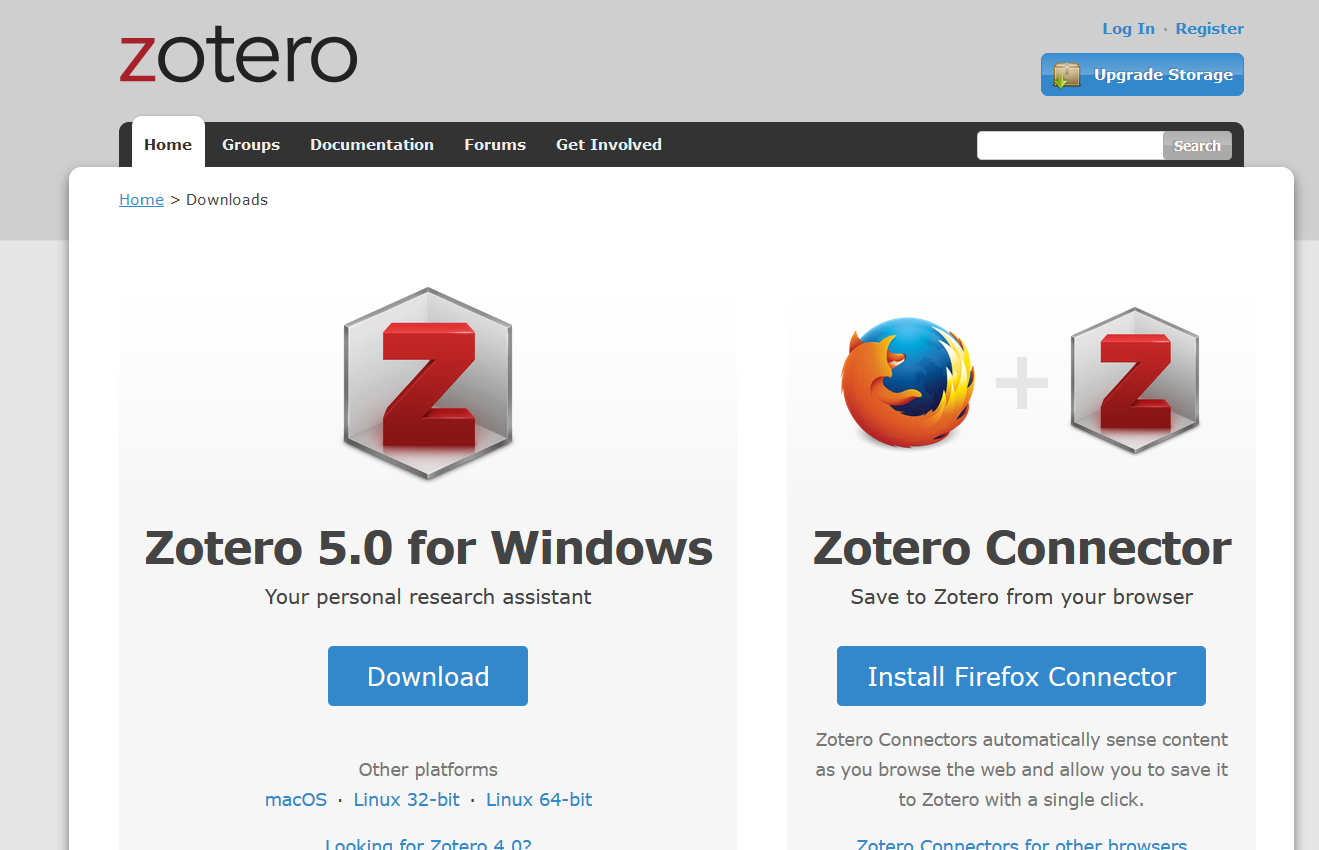 zotero
Log In · Register
Upgrade Storage
Home Groups Documentation Forums Get Involved Search
Home > Downloads
Z
Z
Zotero 5.0 for Windows
Your personal research assistant
Download
Other platforms
macOS · Linux 32-bit · Linux 64-bit
Looking for Zotero 4.0?
Zotero Connector
Save to Zotero from your browser
Install Firefox Connector
Zotero Connectors automatically sense content
as you browse the web and allow you to save it
to Zotero with a single click.
Zotero Connectors for other browsers